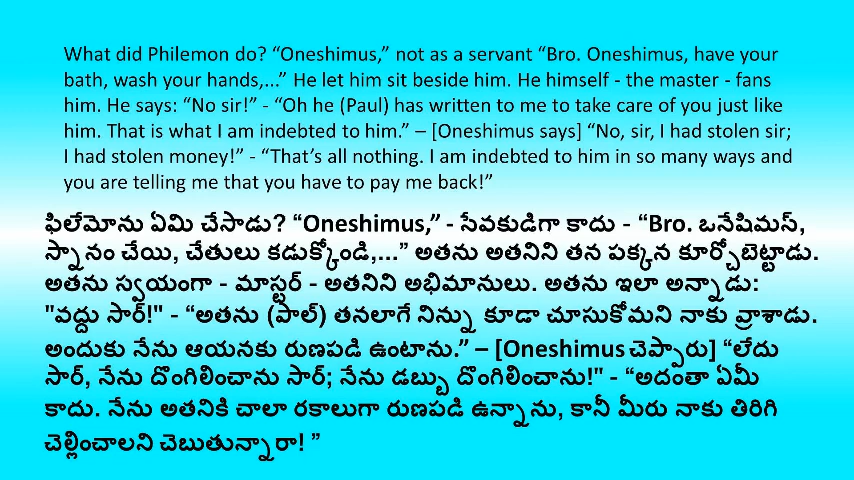 What did Philemon do? “Oneshimus,” not as a servant “Bro. Oneshimus, have your
bath, wash your hands,...” He let him sit beside him. He himself - the master - fans
him. He says: “No sir!” - “Oh he (Paul) has written to me to take care of you just like
him. That is what I am indebted to him.” – [Oneshimus says] “No, sir, I had stolen sir;
I had stolen money!” - “That’s all nothing. I am indebted to him in so many ways and
you are telling me that you have to pay me back!”
ఫిలేమోను ఏమి చేసాడు? “Oneshimus,” - సేవకుడిగా కాదు - “Bro. ఒనేషిమస్,
స్నానం చేయి, చేతులు కడుక్కోండి,...” అతను అతనిని తన పక్కన కూర్చోబెట్టాడు.
అతను స్వయంగా - మాస్టర్ - అతనిని అభిమానులు. అతను ఇలా అన్నాడు:
"వద్దు సార్!" - “అతను (పాల్) తనలాగే నిన్ను కూడా చూసుకోమని నాకు వ్రాశాడు.
అందుకు నేను ఆయనకు రుణపడి ఉంటాను.” – [Oneshimus చెప్పారు] “లేదు
సార్, నేను దొంగిలించాను సార్; నేను డబ్బు దొంగిలించాను!" - “అదంతా ఏమీ
కాదు. నేను అతనికి చాలా రకాలుగా రుణపడి ఉన్నాను, కానీ మీరు నాకు తిరిగి
చెల్లించాలని చెబుతున్నారా! ”